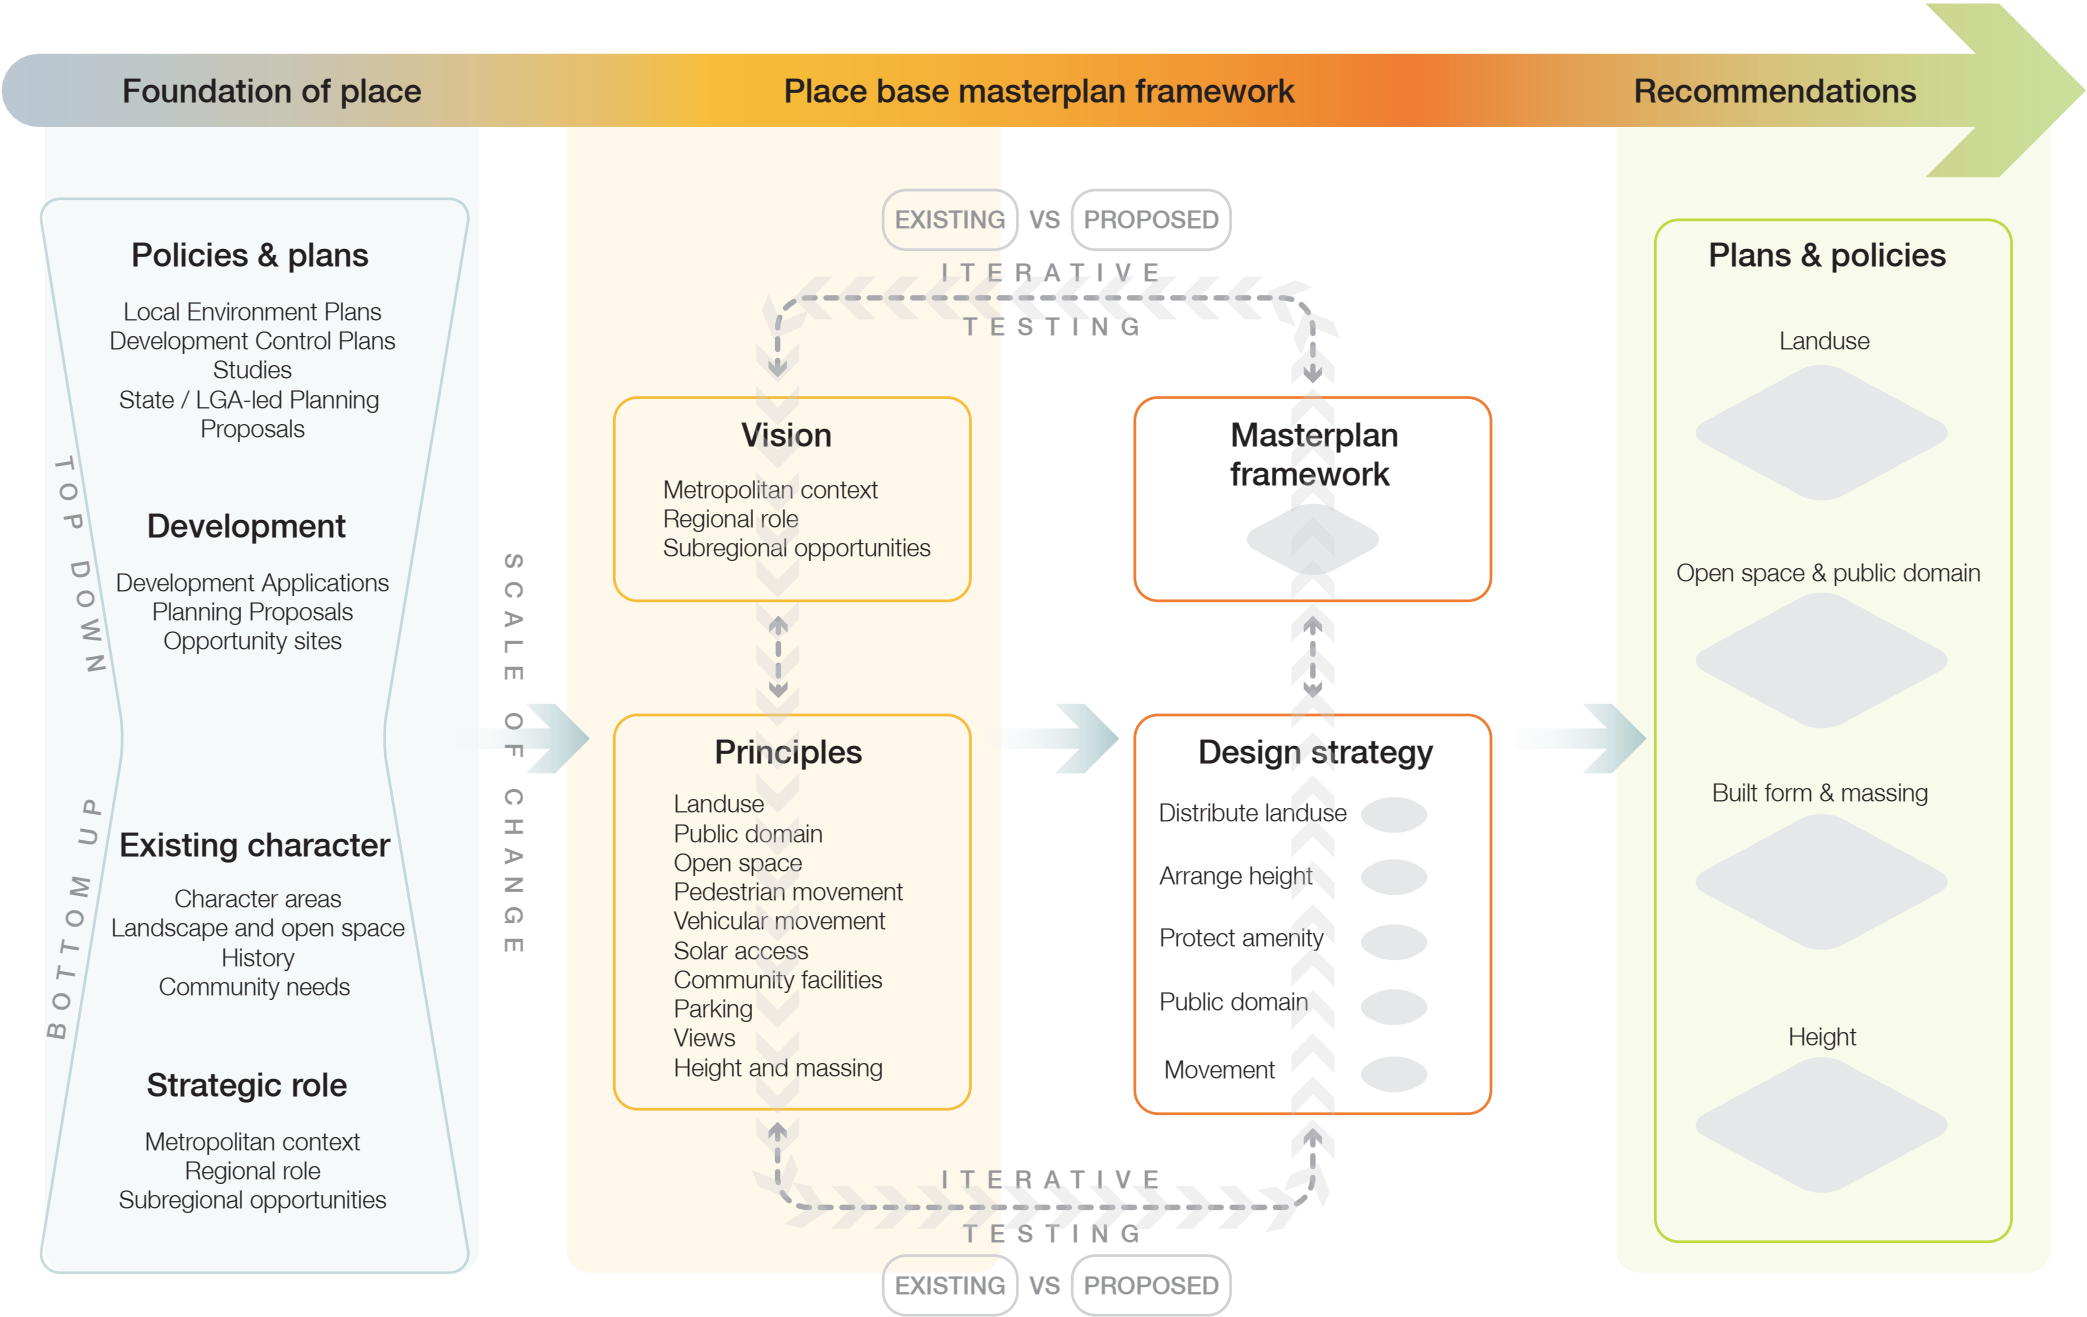 Foundation of place
Place base masterplan framework
Recommendations
TOP DOWN
BOTTOM UP
Policies & plans
Local Environment Plans
Development Control Plans
Studies
State / LGA-led Planning
Proposals
Development
Development Applications
Planning Proposals
Opportunity sites
Existing character
Character areas
Landscape and open space
History
Community needs
Strategic role
Metropolitan context
Regional role
Subregional opportunities
SCALE OF CHANGE
EXISTING VS PROPOSED
ITERATIVE
TESTING
Vision
Metropolitan context
Regional role
Subregional opportunities
Principles
Landuse
Public domain
Open space
Pedestrian movement
Vehicular movement
Solar access
Community facilities
Parking
Views
Height and massing
Masterplan
framework
Design strategy
Distribute landuse
Arrange height
Protect amenity
Public domain
Movement
ITERATIVE
TESTING
EXISTING VS PROPOSED
Plans & policies
Landuse
Open space & public domain
Built form & massing
Height